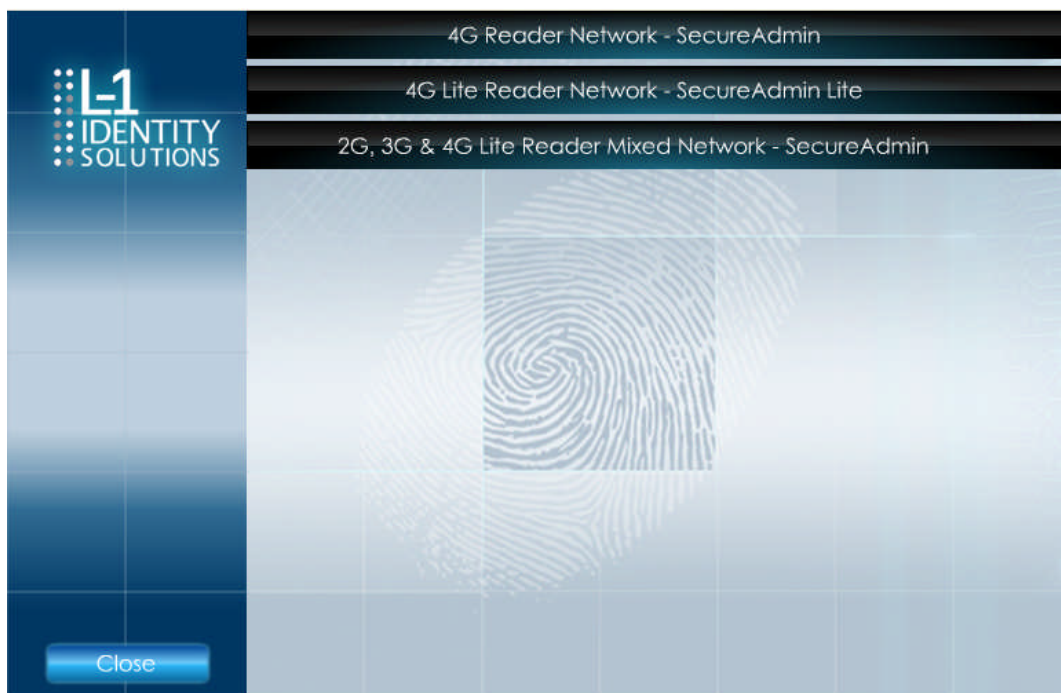 4G Reader Network - SecureAdmin
4G Lite Reader Network - SecureAdmin Lite
2G, 3G & 4G Lite Reader Mixed Network - SecureAdmin
L-1
IDENTITY
SOLUTIONS
Close